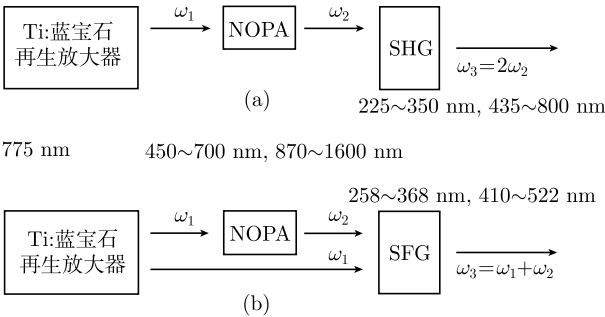 Ti:蓝宝石
再生放大器
ω₁
NOPA
ω₂
SHG
ω₃=2ω₂
(a)
225~350 nm, 435~800 nm
775 nm
450~700 nm, 870~1600 nm
258~368 nm, 410~522 nm
Ti:蓝宝石
再生放大器
ω₁
NOPA
ω₂
ω₁
SFG
ω₃=ω₁+ω₂
(b)